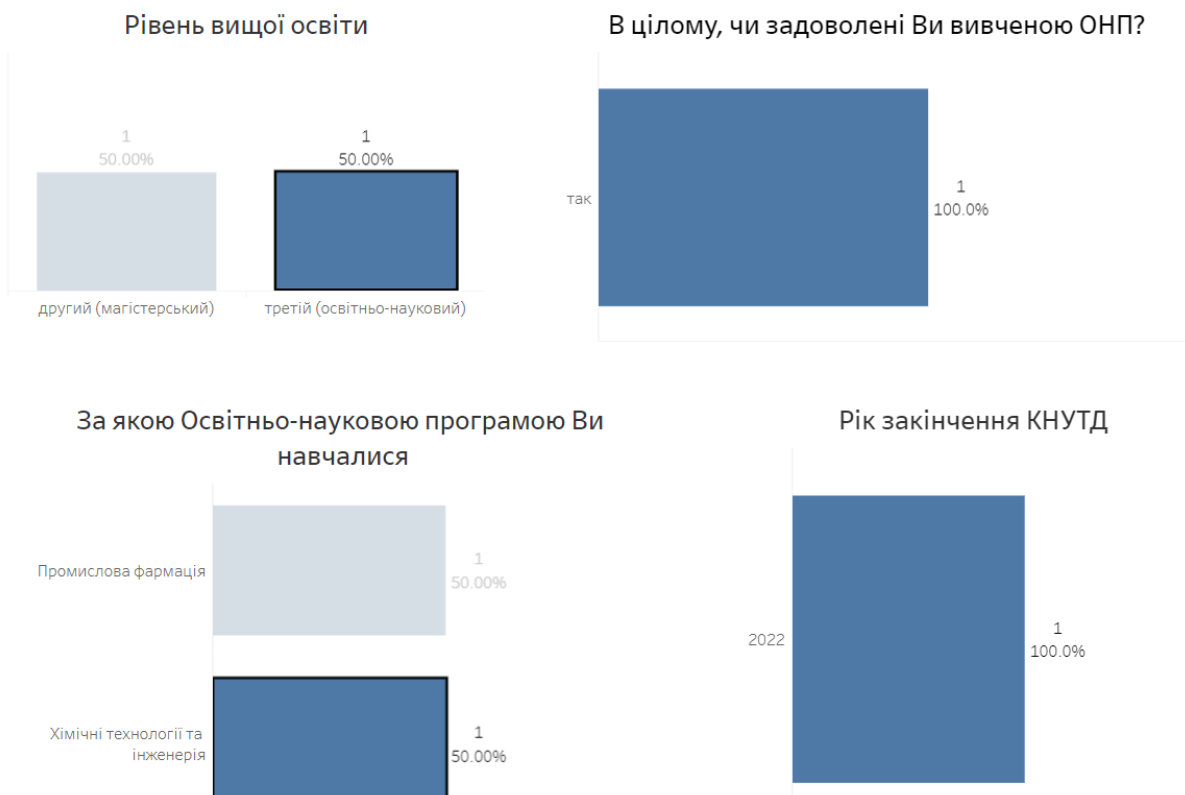 Рівень вищої освіти
1
50.00%
1
50.00%
другий (магістерський)
третій (освітньо-науковий)
В цілому, чи задоволені Ви вивченою ОНП?
так
1
100.0%
За якою Освітньо-науковою програмою Ви
навчалися
Промислова фармація
1
50.00%
Хімічні технології та
інженерія
1
50.00%
Рік закінчення КНУТД
2022
1
100.0%